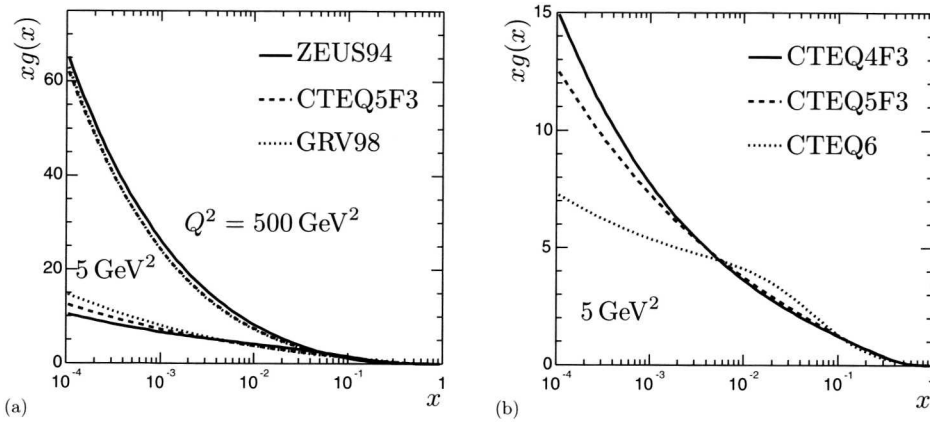 xg(x)
60
40
20
0
ZEUS94
CTEQ5F3
GRV98
Q² = 500 GeV²
5 GeV²
10⁻⁴ 10⁻³ 10⁻² 10⁻¹ 1
x
(a)
xg(x)
15
10
5
0
CTEQ4F3
CTEQ5F3
CTEQ6
5 GeV²
10⁻⁴ 10⁻³ 10⁻² 10⁻¹ 1
x
(b)